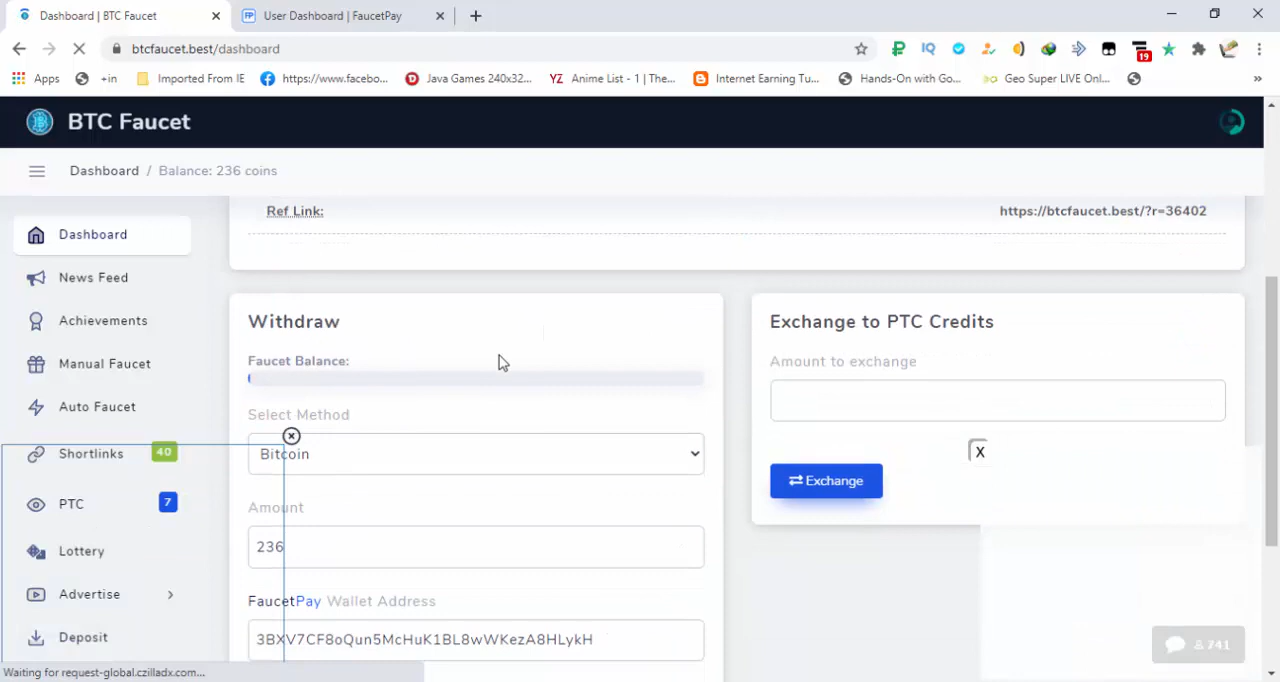 Dashboard | BTC Faucet
User Dashboard | FaucetPay
btcfaucet.best/dashboard
IQ
19
Apps
+in
Imported From IE
https://www.facebo...
Java Games 240x32...
YZ Anime List - 1 | The...
Internet Earning Tu...
Hands-On with Go...
Geo Super LIVE Onl...
»
BTC Faucet
Dashboard / Balance: 236 coins
Ref Link:
https://btcfaucet.best/?r=36402
Dashboard
News Feed
Achievements
Manual Faucet
Auto Faucet
Shortlinks 40
PTC 7
Lottery
Advertise
Deposit
Withdraw
Faucet Balance:
Select Method
Bitcoin
Amount
236
FaucetPay Wallet Address
3BXV7CF8oQun5McHuK1BL8wWKezA8HLykH
Exchange to PTC Credits
Amount to exchange
X
Exchange
741
Waiting for request-global.czilladx.com...